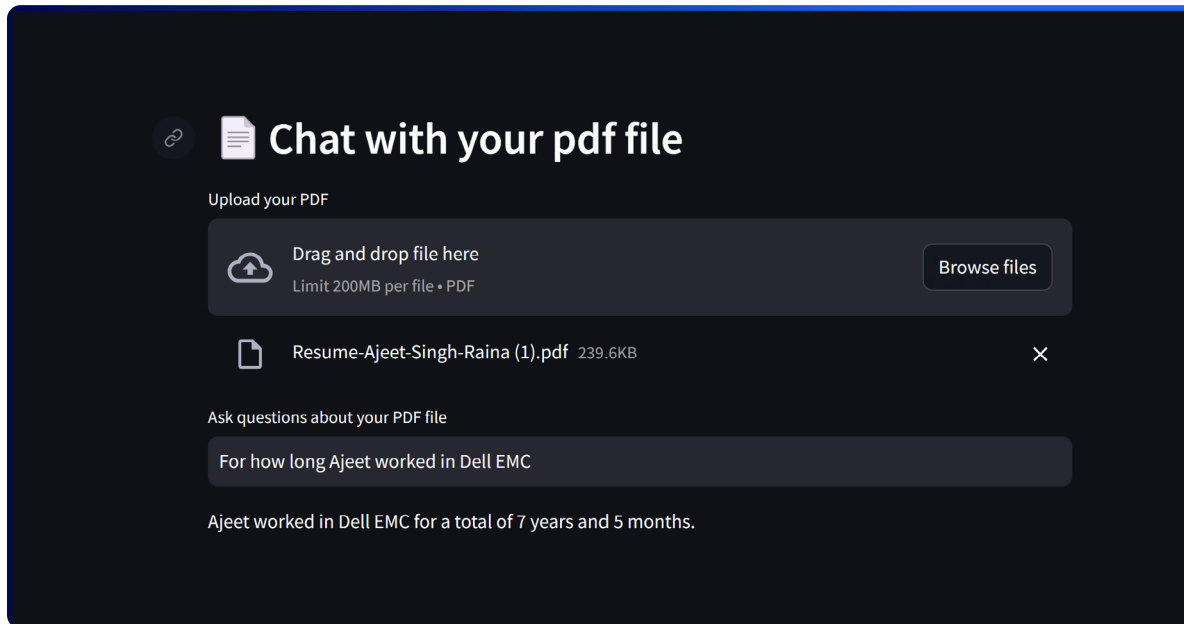 Chat with your pdf file
Upload your PDF
Drag and drop file here
Limit 200MB per file • PDF
Browse files
Resume-Ajeet-Singh-Raina (1).pdf 239.6KB
Ask questions about your PDF file
For how long Ajeet worked in Dell EMC
Ajeet worked in Dell EMC for a total of 7 years and 5 months.